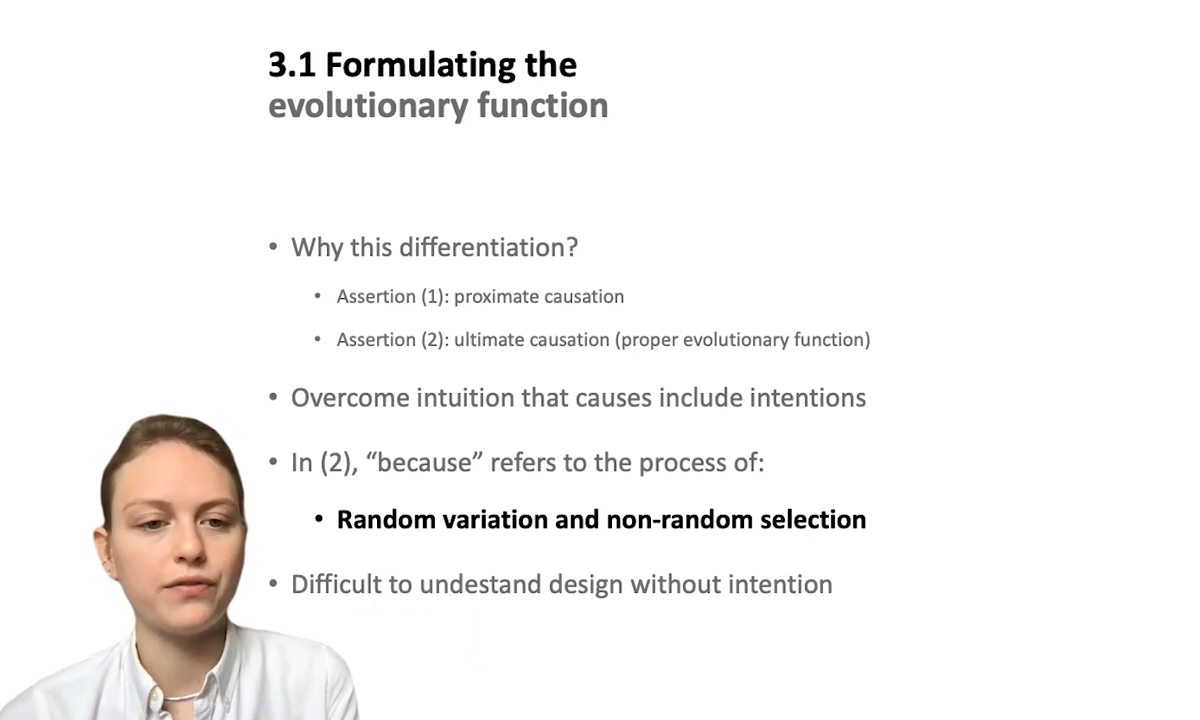 3.1 Formulating the
evolutionary function
• Why this differentiation?
• Assertion (1): proximate causation
• Assertion (2): ultimate causation (proper evolutionary function)
• Overcome intuition that causes include intentions
• In (2), “because” refers to the process of:
• Random variation and non-random selection
• Difficult to undestand design without intention